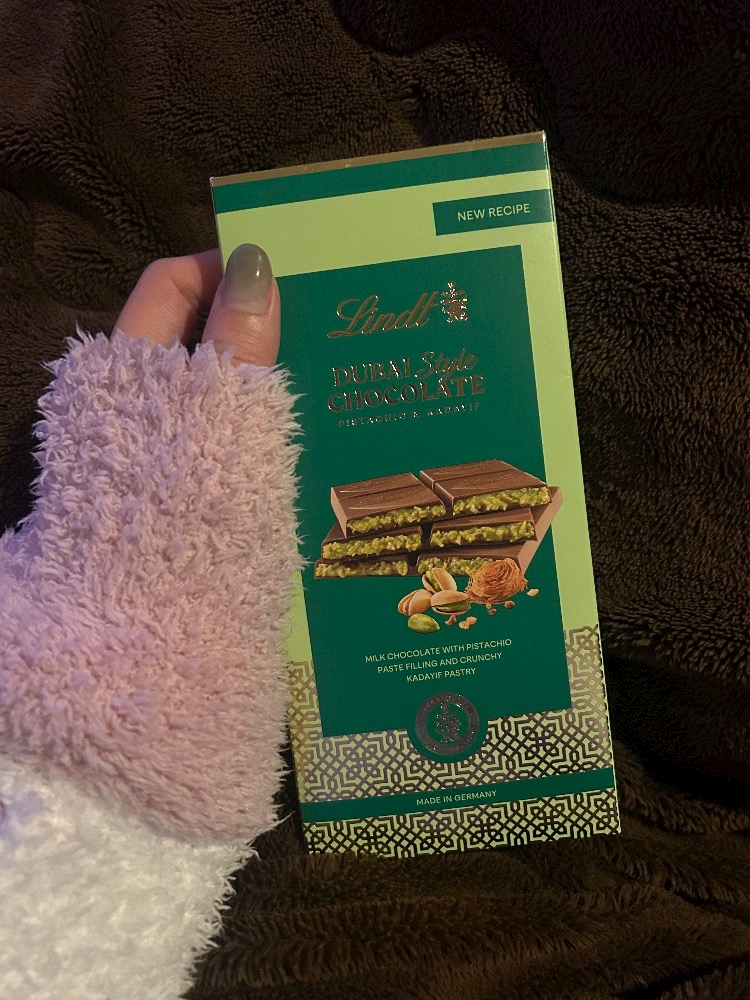 NEW RECIPE
Lindt
DUBAI Style
CHOCOLATE
PISTACHIO & KADAYIF
MILK CHOCOLATE WITH PISTACHIO
PASTE FILLING AND CRUNCHY
KADAYIF PASTRY
MADE IN GERMANY